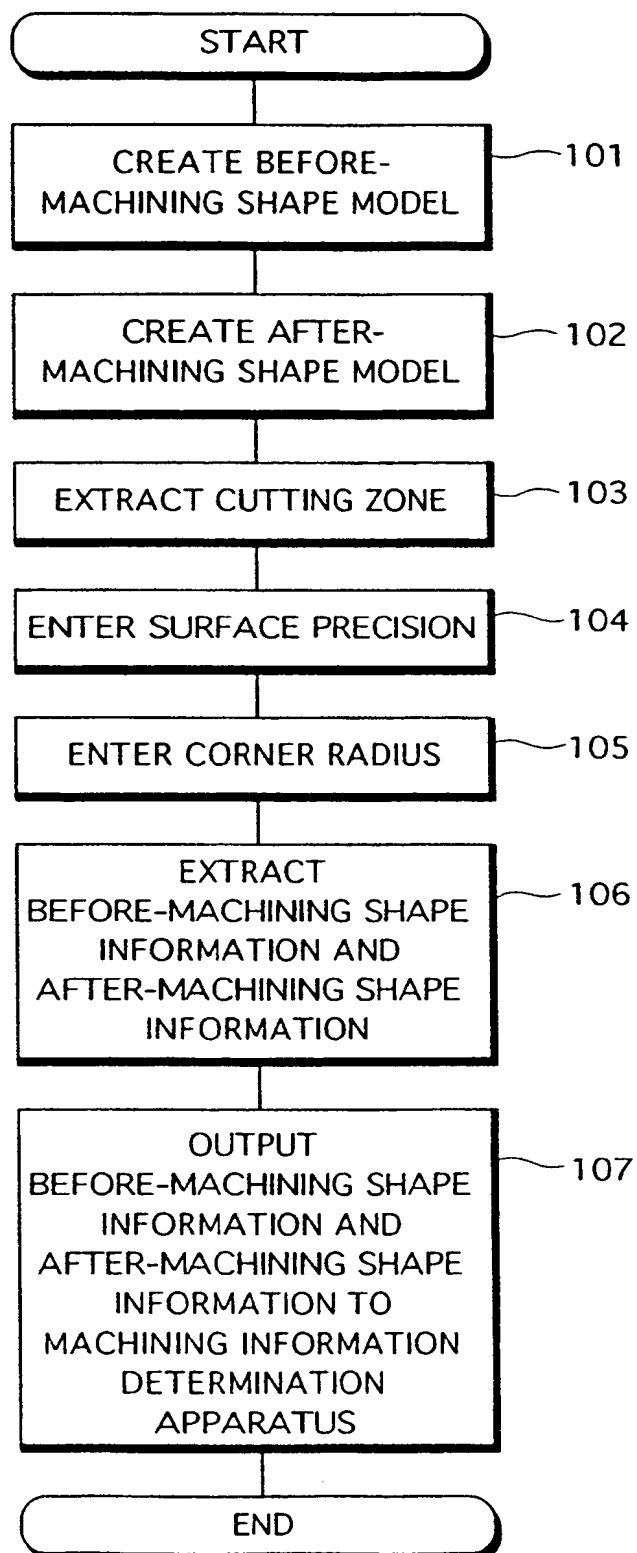 START
CREATE BEFORE-
MACHINING SHAPE MODEL
101
CREATE AFTER-
MACHINING SHAPE MODEL
102
EXTRACT CUTTING ZONE
103
ENTER SURFACE PRECISION
104
ENTER CORNER RADIUS
105
EXTRACT
BEFORE-MACHINING SHAPE
INFORMATION AND
AFTER-MACHINING SHAPE
INFORMATION
106
OUTPUT
BEFORE-MACHINING SHAPE
INFORMATION AND
AFTER-MACHINING SHAPE
INFORMATION TO
MACHINING INFORMATION
DETERMINATION
APPARATUS
107
END